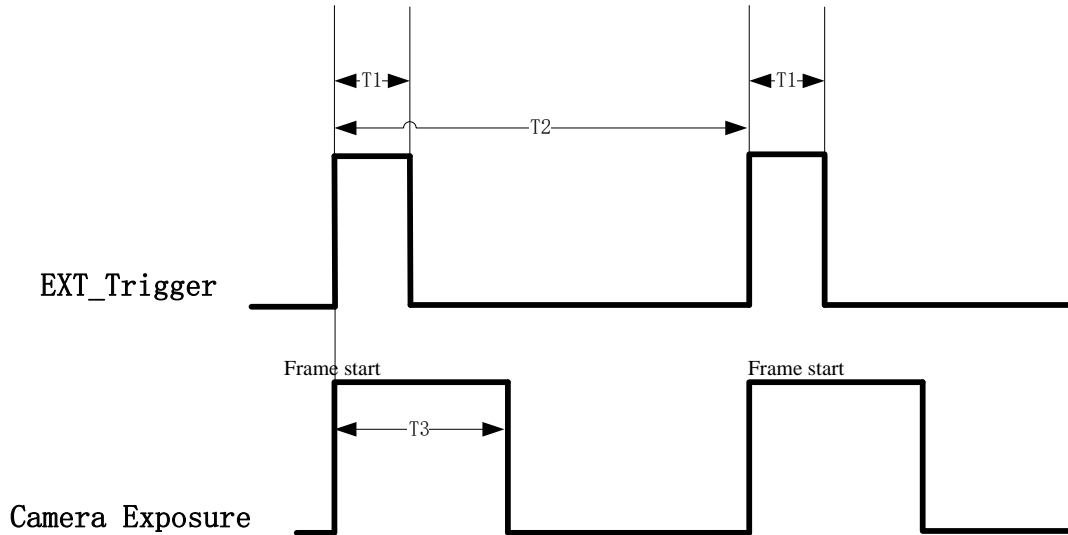 T1
T1
T2
EXT_Trigger
Frame start
Frame start
T3
Camera Exposure